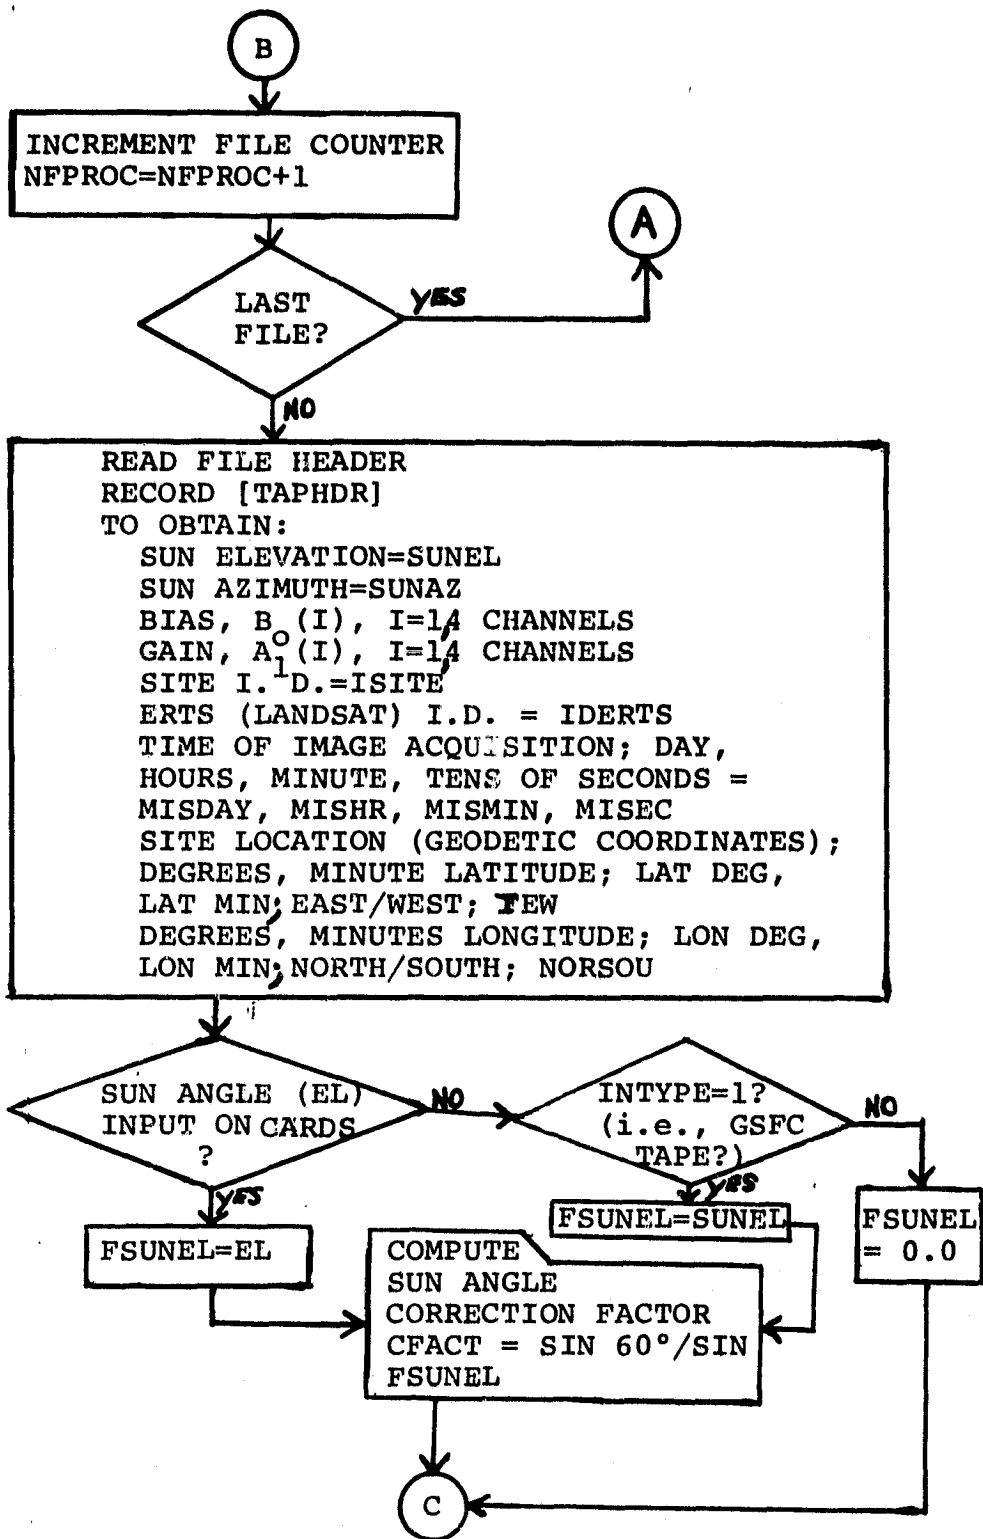 B
INCREMENT FILE COUNTER
NFPROC=NFPROC+1
A
LAST
FILE?
YES
NO
READ FILE HEADER
RECORD [TAPHDR]
TO OBTAIN:
SUN ELEVATION=SUNEL
SUN AZIMUTH=SUNAZ
BIAS, B₀(I), I=1,4 CHANNELS
GAIN, A₁(I), I=1,4 CHANNELS
SITE I.D.=ISITE
ERTS (LANDSAT) I.D. = IDERTS
TIME OF IMAGE ACQUISITION; DAY,
HOURS, MINUTE, TENS OF SECONDS =
MISDAY, MISHR, MISMIN, MISEC
SITE LOCATION (GEODETIC COORDINATES);
DEGREES, MINUTE LATITUDE; LAT DEG,
LAT MIN; EAST/WEST; IEW
DEGREES, MINUTES LONGITUDE; LON DEG,
LON MIN; NORTH/SOUTH; NORSOU
SUN ANGLE (EL)
INPUT ON CARDS
?
NO
INTYPE=1?
(i.e., GSFC
TAPE?)
NO
YES
YES
FSUNEL=EL
FSUNEL=SUNEL
FSUNEL
= 0.0
COMPUTE
SUN ANGLE
CORRECTION FACTOR
CFACT = SIN 60°/SIN
FSUNEL
C